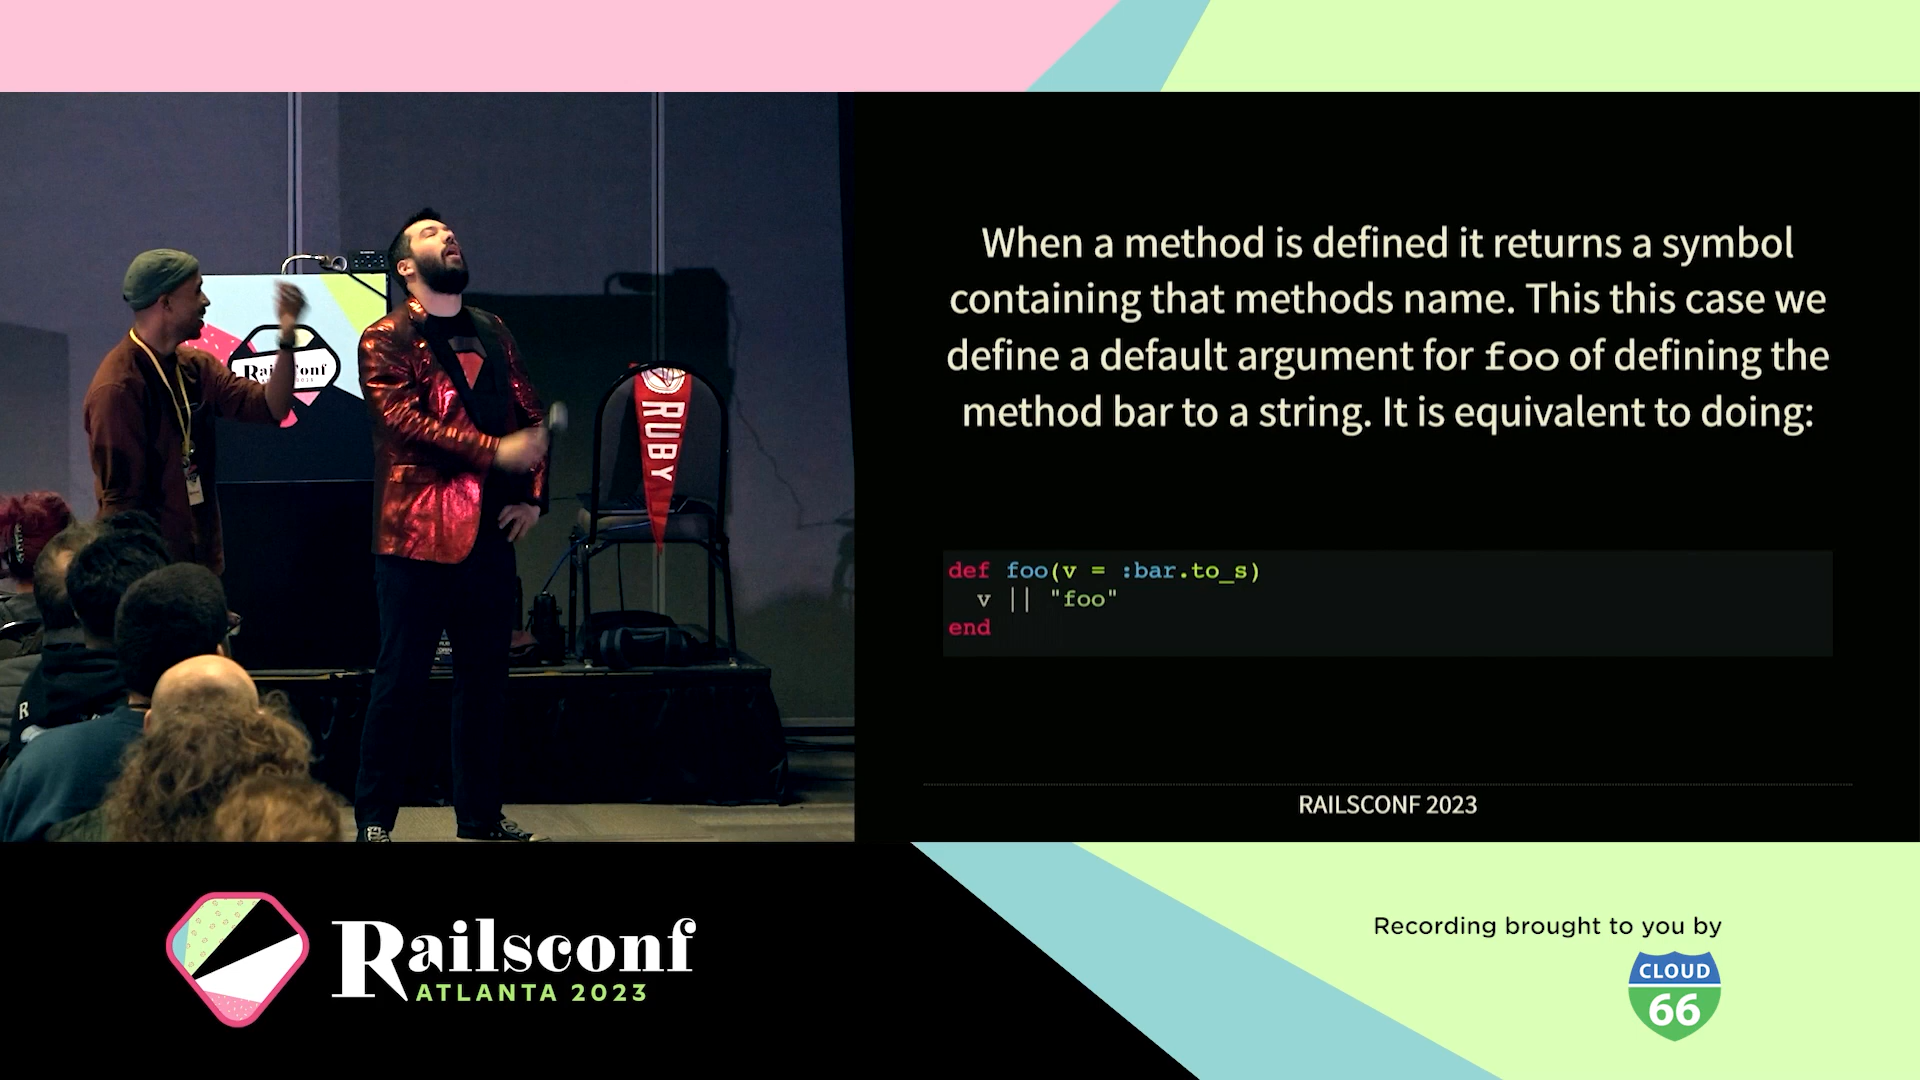 When a method is defined it returns a symbol
containing that methods name. This this case we
define a default argument for foo of defining the
method bar to a string. It is equivalent to doing:
def foo(v = :bar.to_s)
  v || "foo"
end
RAILSCONF 2023
RailsConf
RUBY
R
Railsconf
ATLANTA 2023
Recording brought to you by
CLOUD
66